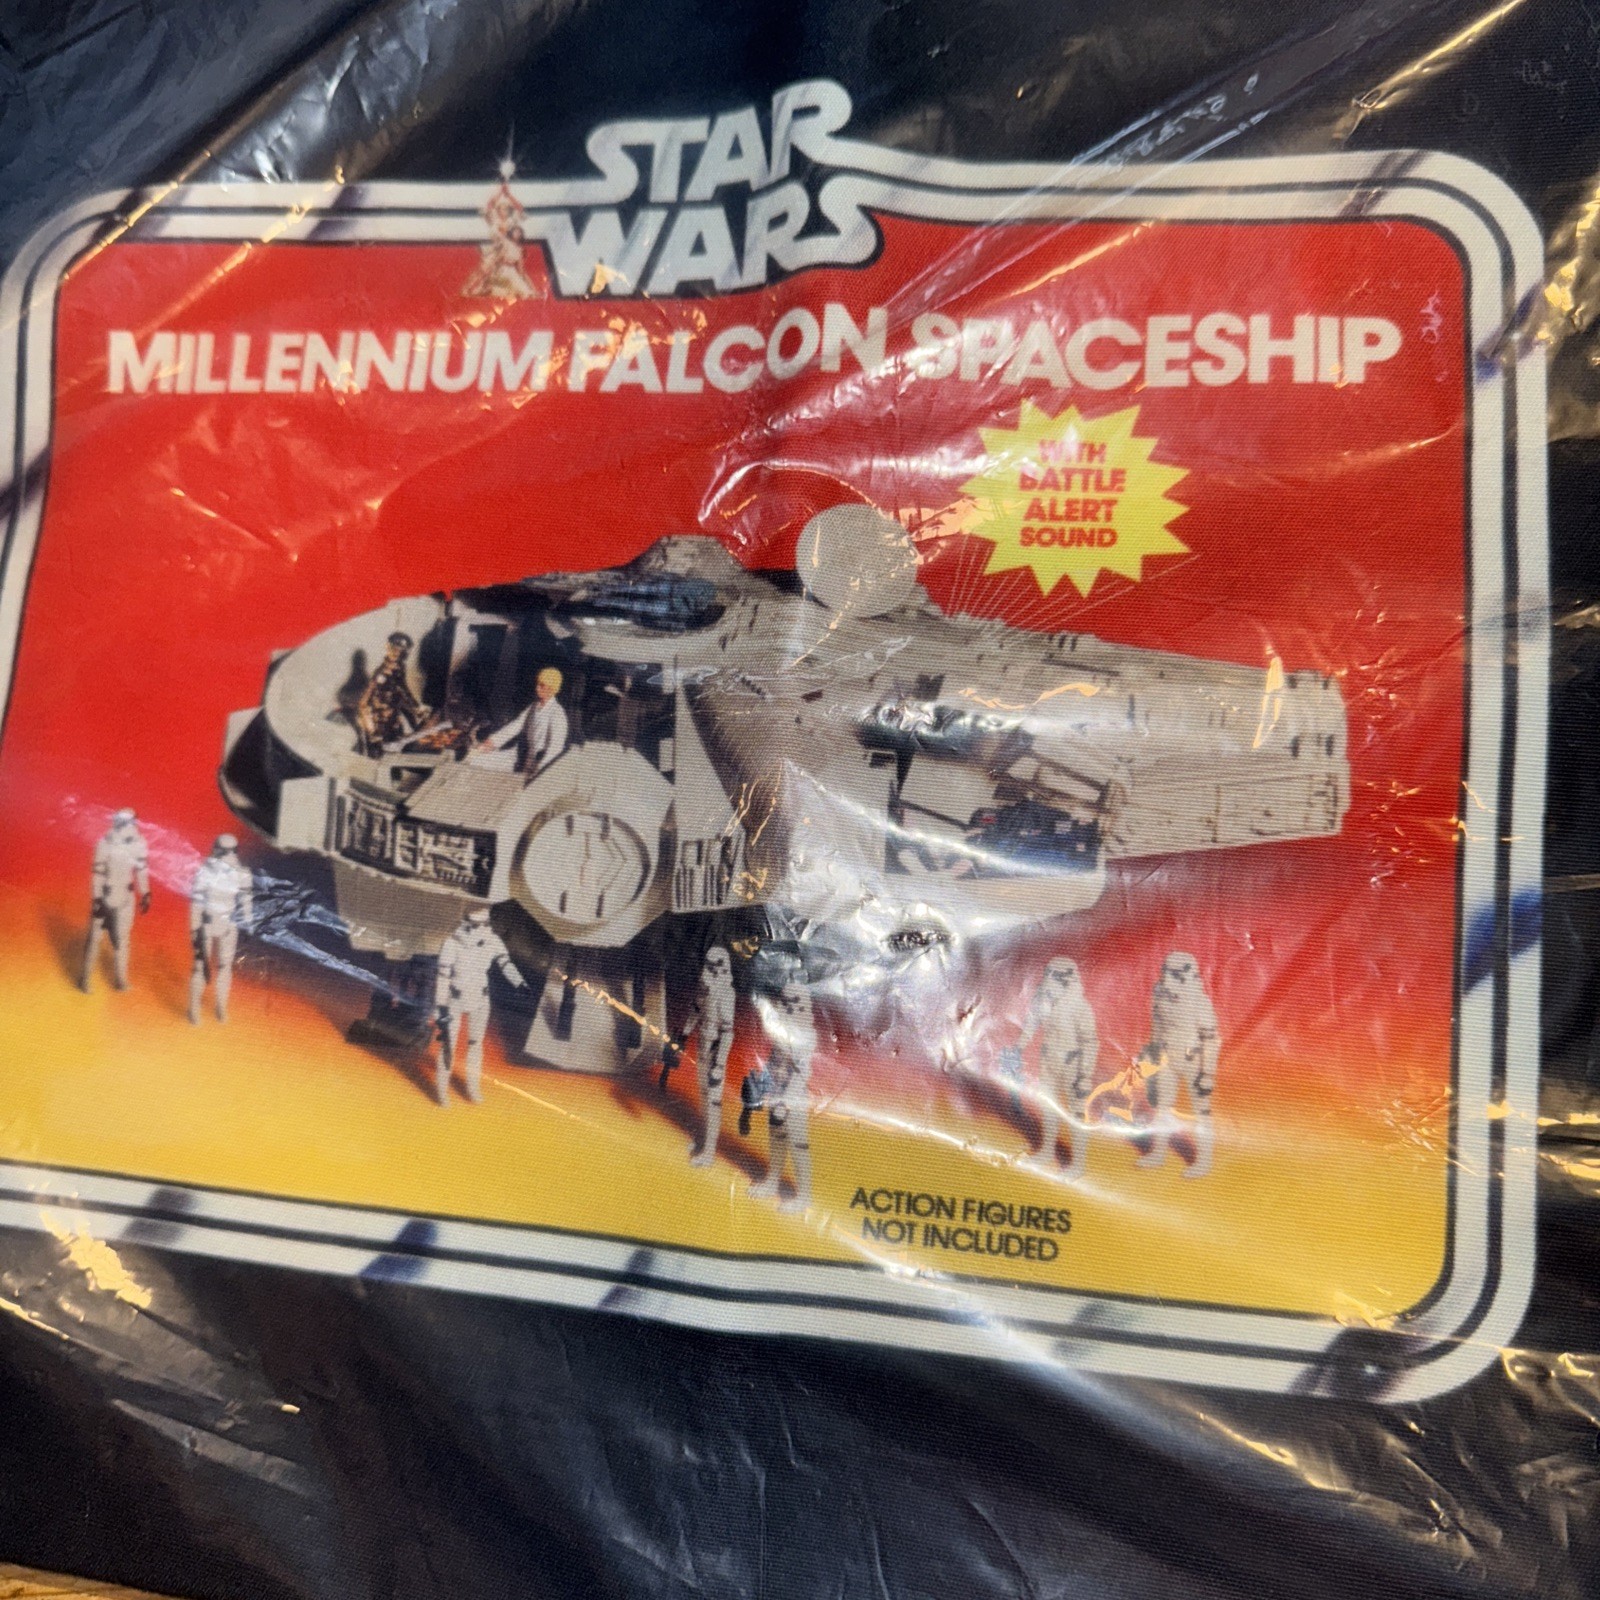 STAR
WARS
MILLENNIUM FALCON SPACESHIP
WITH
BATTLE
ALERT
SOUND
ACTION FIGURES
NOT INCLUDED